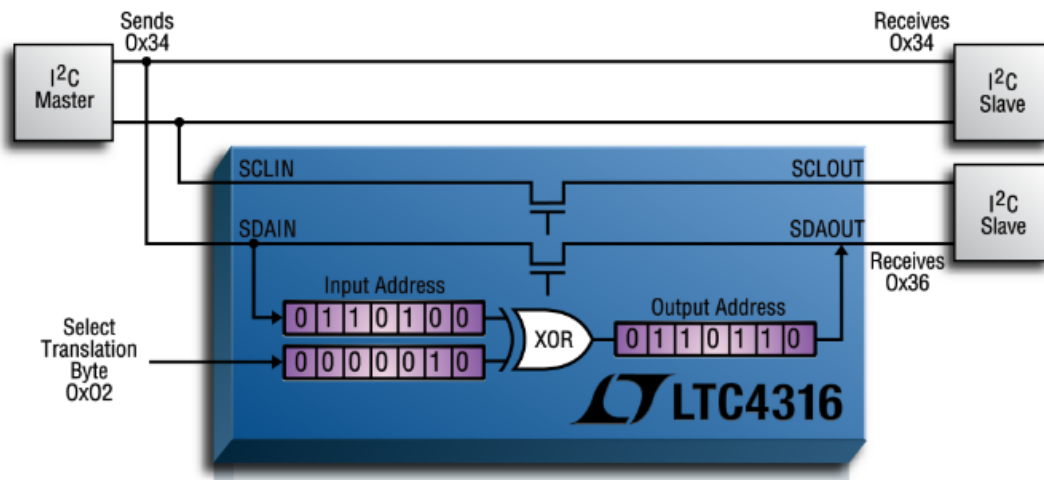 Sends
0x34
Receives
0x34
I²C
Master
I²C
Slave
SCLIN
SCLOUT
I²C
Slave
SDAIN
SDAOUT
Receives
0x36
Input Address
Output Address
0 1 1 0 1 0 0
XOR
0 1 1 0 1 1 0
Select
Translation
Byte
0x02
0 0 0 0 0 1 0
LTC4316